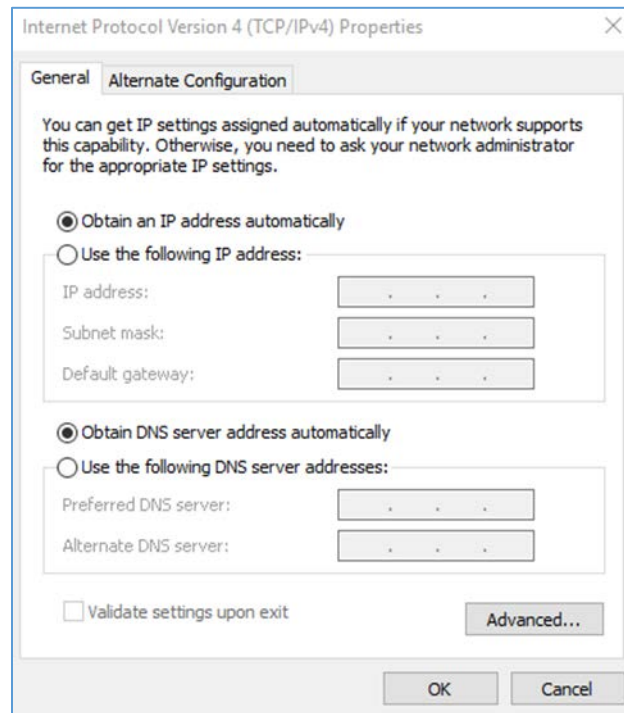 Internet Protocol Version 4 (TCP/IPv4) Properties
General
Alternate Configuration
You can get IP settings assigned automatically if your network supports
this capability. Otherwise, you need to ask your network administrator
for the appropriate IP settings.
Obtain an IP address automatically
Use the following IP address:
IP address:
Subnet mask:
Default gateway:
Obtain DNS server address automatically
Use the following DNS server addresses:
Preferred DNS server:
Alternate DNS server:
Validate settings upon exit
Advanced...
OK
Cancel